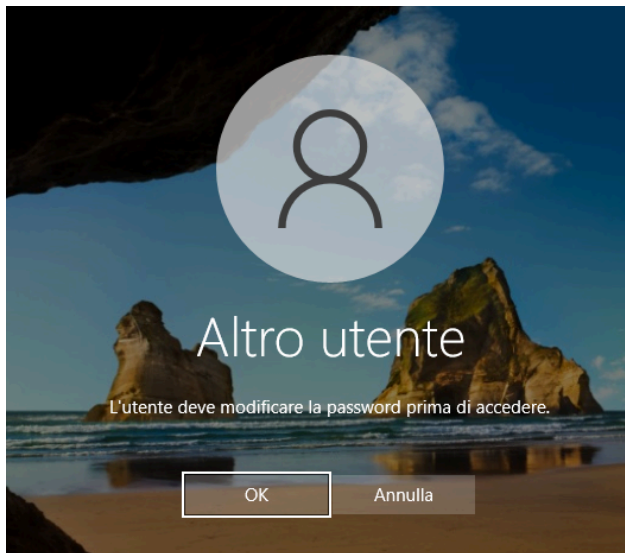 Altro utente
L'utente deve modificare la password prima di accedere.
OK
Annulla